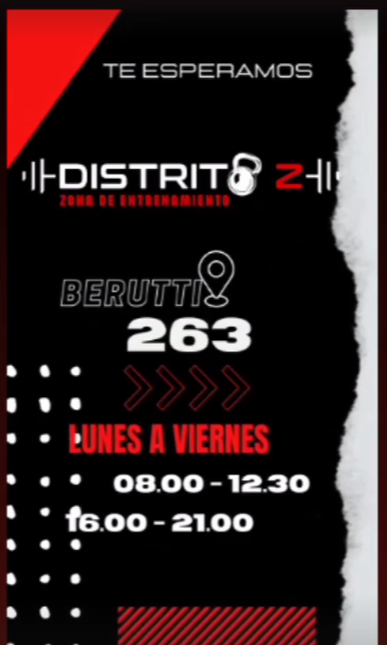 TE ESPERAMOS
DISTRITO Z
ZONA DE ENTRENAMIENTO
BERUTTI
263
LUNES A VIERNES
08.00 - 12.30
16.00 - 21.00